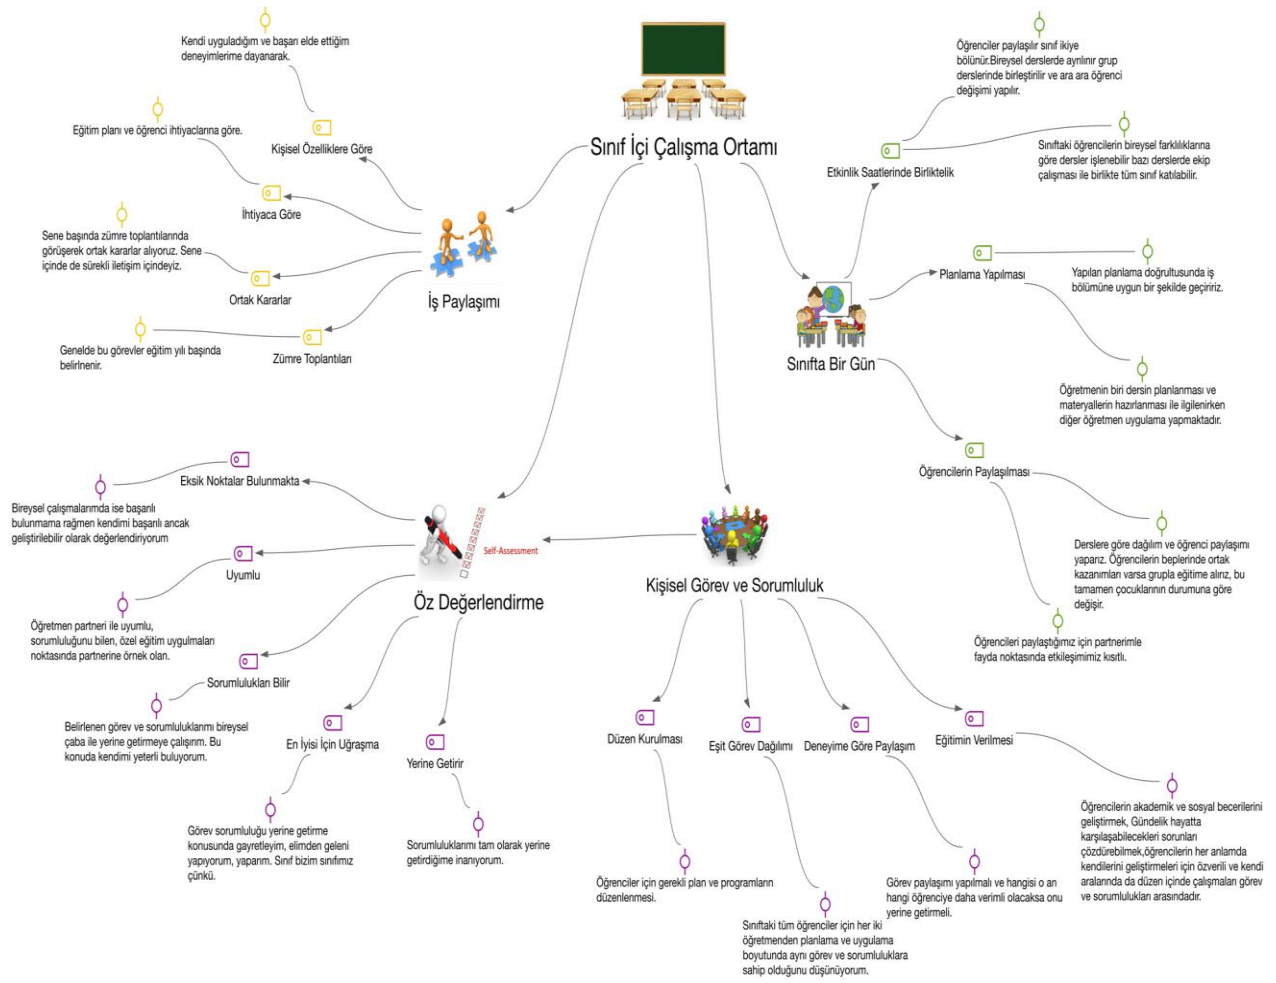 Sınıf İçi Çalışma Ortamı
Kendi uyguladığım ve başarı elde ettiğim
deneyimlerime dayanarak.
Kişisel Özelliklere Göre
Eğitim planı ve öğrenci ihtiyaclarına göre.
İhtiyaca Göre
Sene başında zümre toplantılarında
görüşerek ortak kararlar alıyoruz. Sene
içinde de sürekli iletişim içindeyiz.
Ortak Kararlar
Genelde bu görevler eğitim yılı başında
belirlnenir.
Zümre Toplantıları
İş Paylaşımı
Öğrenciler paylaşılır sınıf ikiye
bölünür.Bireysel derslerde ayrılınır grup
derslerinde birleştirilir ve ara ara öğrenci
değişimi yapılır.
Etkinlik Saatlerinde Birliktelik
Sınıftaki öğrencilerin bireysel farklılıklarına
göre dersler işlenebilir bazı derslerde ekip
çalışması ile birlikte tüm sınıf katılabilir.
Planlama Yapılması
Yapılan planlama doğrultusunda iş
bölümüne uygun bir şekilde geçiririz.
Sınıfta Bir Gün
Öğretmenin biri dersin planlanması ve
materyallerin hazırlanması ile ilgilenirken
diğer öğretmen uygulama yapmaktadır.
Öğrencilerin Paylaşılması
Derslere göre dağılım ve öğrenci paylaşımı
yaparız. Öğrencilerin beplerinde ortak
kazanımları varsa grupla eğitime alırız, bu
tamamen çocuklarının durumuna göre
değişir.
Öğrencileri paylaştığımız için partnerimle
fayda noktasında etkileşimimiz kısıtlı.
Eksik Noktalar Bulunmakta
Bireysel çalışmalarımda ise başarılı
bulunmama rağmen kendimi başarılı ancak
geliştirilebilir olarak değerlendiriyorum
Uyumlu
Öğretmen partneri ile uyumlu,
sorumluluğunu bilen, özel eğitim uygulmaları
noktasında partnerine örnek olan.
Self-Assessment
Öz Değerlendirme
Sorumlulukları Bilir
Belirlenen görev ve sorumluluklarımı bireysel
çaba ile yerine getirmeye çalışırım. Bu
konuda kendimi yeterli buluyorum.
En İyisi İçin Uğraşma
Görev sorumluluğu yerine getirme
konusunda gayretleyim, elimden geleni
yapıyorum, yaparım. Sınıf bizim sınıfımız
çünkü.
Yerine Getirir
Sorumluluklarımı tam olarak yerine
getirdiğime inanıyorum.
Kişisel Görev ve Sorumluluk
Düzen Kurulması
Öğrenciler için gerekli plan ve programların
düzenlenmesi.
Eşit Görev Dağılımı
Sınıftaki tüm öğrenciler için her iki
öğretmenden planlama ve uygulama
boyutunda aynı görev ve sorumluluklara
sahip olduğunu düşünüyorum.
Deneyime Göre Paylaşım
Görev paylaşımı yapılmalı ve hangisi o an
hangi öğrenciye daha verimli olacaksa onu
yerine getirmeli.
Eğitimin Verilmesi
Öğrencilerin akademik ve sosyal becerilerini
geliştirmek, Gündelik hayatta
karşılaşabilecekleri sorunları
çözdürebilmek,öğrencilerin her anlamda
kendilerini geliştirmeleri için özverili ve kendi
aralarında da düzen içinde çalışmaları görev
ve sorumlulukları arasındadır.